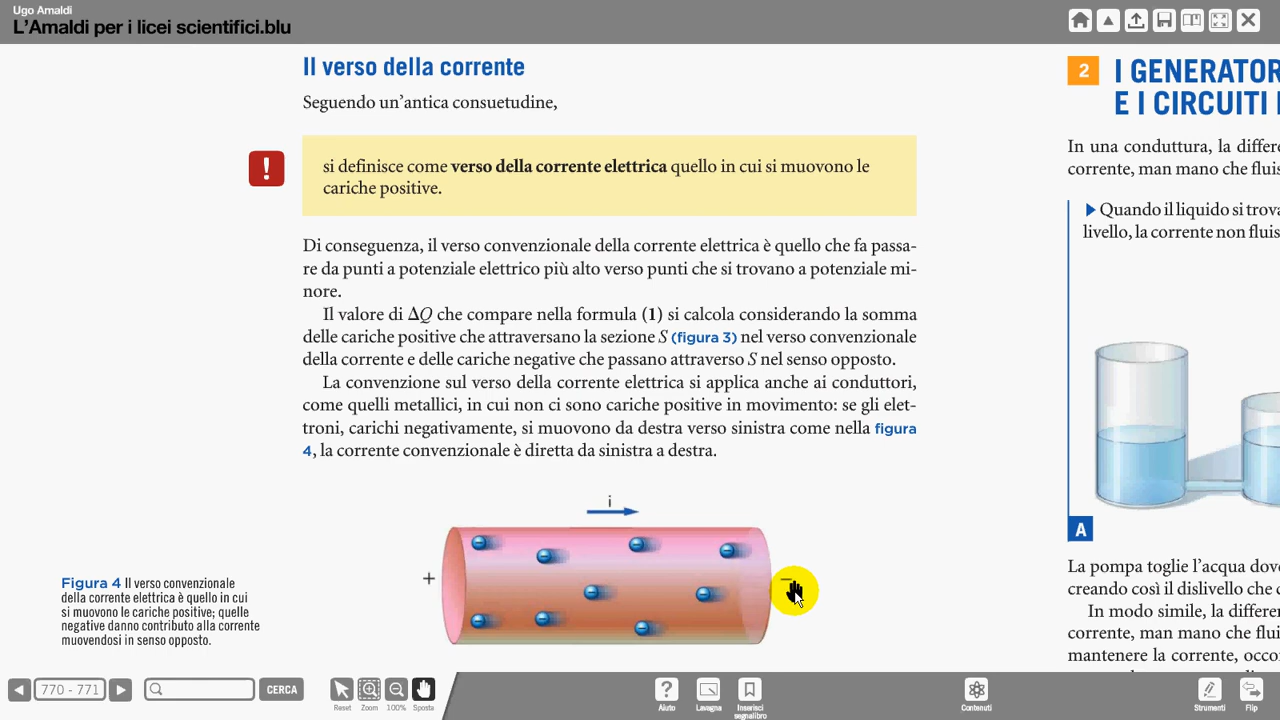 Ugo Amaldi
L'Amaldi per i licei scientifici.blu
Il verso della corrente
Seguendo un'antica consuetudine,
!
si definisce come verso della corrente elettrica quello in cui si muovono le
cariche positive.
Di conseguenza, il verso convenzionale della corrente elettrica è quello che fa passa-
re da punti a potenziale elettrico più alto verso punti che si trovano a potenziale mi-
nore.
Il valore di ΔQ che compare nella formula (1) si calcola considerando la somma
delle cariche positive che attraversano la sezione S (figura 3) nel verso convenzionale
della corrente e delle cariche negative che passano attraverso S nel senso opposto.
La convenzione sul verso della corrente elettrica si applica anche ai conduttori,
come quelli metallici, in cui non ci sono cariche positive in movimento: se gli elet-
troni, carichi negativamente, si muovono da destra verso sinistra come nella figura
4, la corrente convenzionale è diretta da sinistra a destra.
i
+
−
Figura 4 Il verso convenzionale
della corrente elettrica è quello in cui
si muovono le cariche positive; quelle
negative danno contributo alla corrente
muovendosi in senso opposto.
2
I GENERATOR
E I CIRCUITI
In una conduttura, la differe
corrente, man mano che fluis
Quando il liquido si trova
livello, la corrente non fluis
A
La pompa toglie l'acqua dove
creando così il dislivello che
In modo simile, la differen
corrente, man mano che flui
mantenere la corrente, occor
770 - 771
CERCA
Reset
Zoom
100%
Sposta
Aiuto
Lavagna
Inserisci
segnalibro
Contenuti
Strumenti
Flip